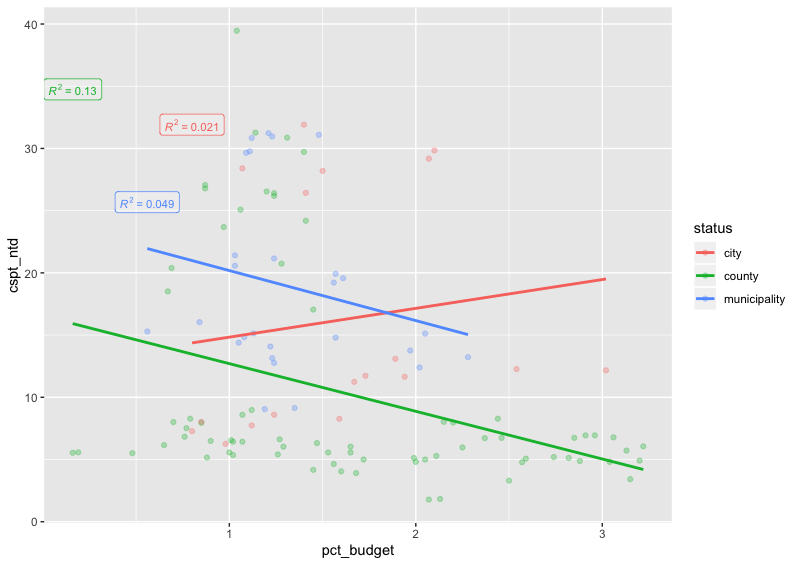 40
R² = 0.13
R² = 0.021
30
R² = 0.049
20
10
0
1
2
3
pct_budget
cspt_ntd
status
city
county
municipality